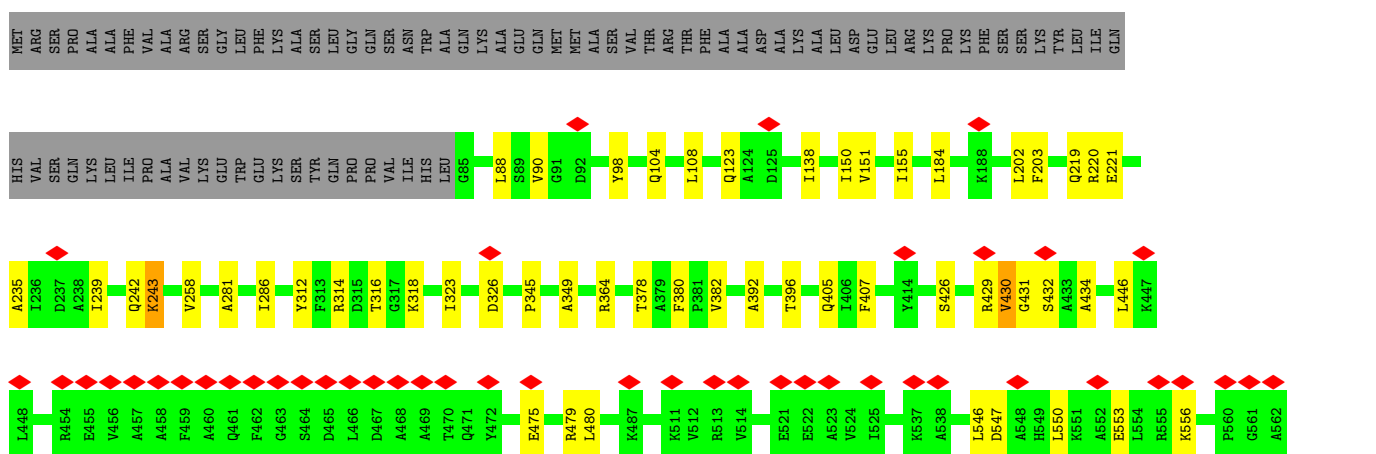 MET ARG SER PRO ALA ALA PHE VAL ALA ARG SER GLY LEU PHE LYS ALA SER LEU GLY GLN SER ASN TRP ALA GLN LYS ALA GLU GLN MET MET ALA SER VAL THR ARG THR PHE ALA ALA ASP ALA LYS ALA LEU ASP GLU LEU ARG LYS PRO LYS PHE SER SER LYS TYR LEU ILE GLN
HIS VAL SER GLN LYS LEU ILE PRO ALA VAL LYS GLU TRP GLU LYS SER TYR GLN PRO PRO VAL ILE HIS LEU G85 L88 S89 V90 G91 D92 Y98 Q104 L108 Q123 A124 D125 I138 I150 V151 I155 L184 K188 L202 F203 Q219 R220 E221
A235 I236 D237 A238 I239 Q242 K243 V258 A281 I286 Y312 F313 R314 D315 T316 G317 K318 I323 D326 P345 A349 R364 T378 A379 F380 P381 V382 A392 T396 Q405 I406 F407 Y414 S426 R429 V430 G431 S432 A433 A434 L446 K447
L448 R454 E455 V456 A457 A458 F459 A460 Q461 F462 G463 S464 D465 L466 D467 A468 A469 T470 Q471 Y472 E475 R479 L480 K487 K511 V512 R513 V514 E521 E522 A523 V524 I525 K537 A538 L546 D547 A548 H549 L550 K551 A552 E553 L554 R555 K556 P560 G561 A562